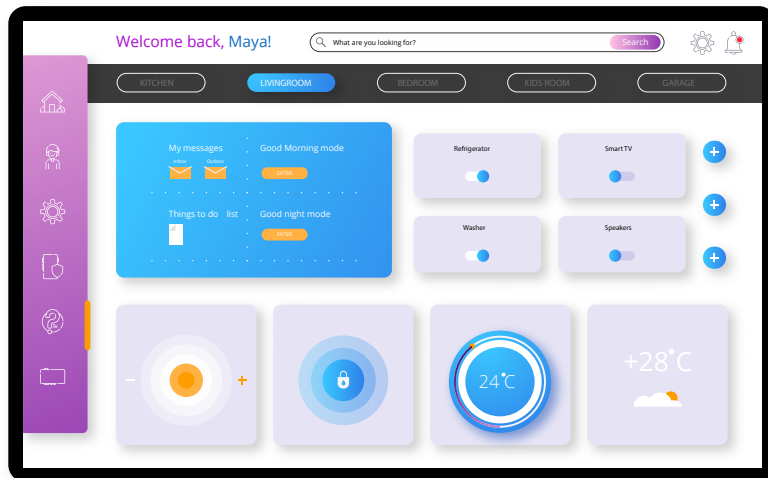 Welcome back, Maya!
What are you looking for?
Search
KITCHEN
LIVINGROOM
BEDROOM
KIDS ROOM
GARAGE
My messages
Inbox
Outbox
Good Morning mode
ENTER
Things to do list
Good night mode
ENTER
Refrigerator
Smart TV
Washer
Speakers
24°C
+28°C